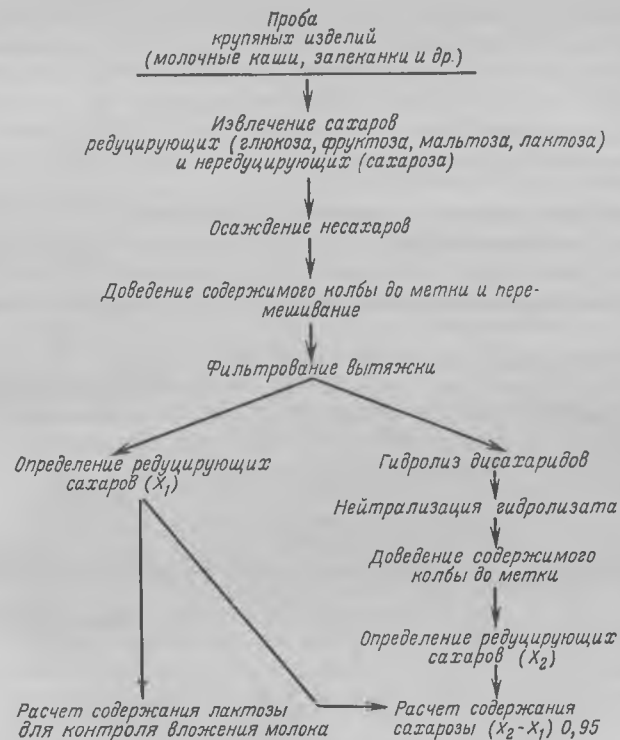 Проба
крупяных изделий
(молочные каши, запеканки и др.)
Извлечение сахаров
редуцирующих (глюкоза, фруктоза, мальтоза, лактоза)
и нередуцирующих (сахароза)
Осаждение несахаров
Доведение содержимого колбы до метки и пере-
мешивание
Фильтрование вытяжки
Определение редуцирующих
сахаров (X₁)
Гидролиз дисахаридов
Нейтрализация гидролизата
Доведение содержимого
колбы до метки
Определение редуцирующих
сахаров (X₂)
Расчет содержания лактозы
для контроля вложения молока
Расчет содержания
сахарозы (X₂-X₁) 0,95